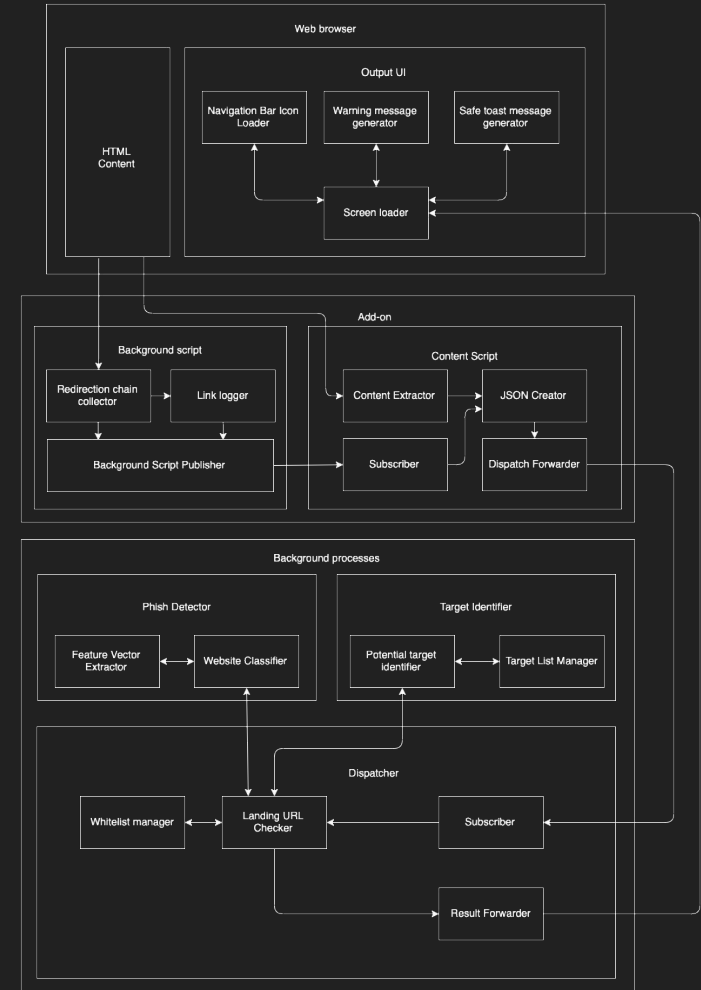 Web browser
HTML
Content
Output UI
Navigation Bar Icon
Loader
Warning message
generator
Safe toast message
generator
Screen loader
Add-on
Background script
Redirection chain
collector
Link logger
Background Script Publisher
Content Script
Content Extractor
JSON Creator
Subscriber
Dispatch Forwarder
Background processes
Phish Detector
Feature Vector
Extractor
Website Classifier
Target Identifier
Potential target
identifier
Target List Manager
Dispatcher
Whitelist manager
Landing URL
Checker
Subscriber
Result Forwarder